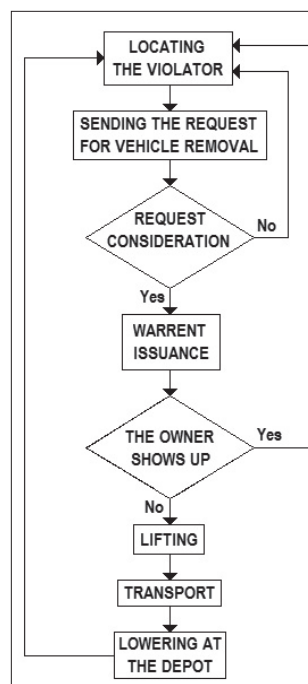 LOCATING
THE VIOLATOR
SENDING THE REQUEST
FOR VEHICLE REMOVAL
REQUEST
CONSIDERATION
No
Yes
WARRENT
ISSUANCE
THE OWNER
SHOWS UP
Yes
No
LIFTING
TRANSPORT
LOWERING AT
THE DEPOT